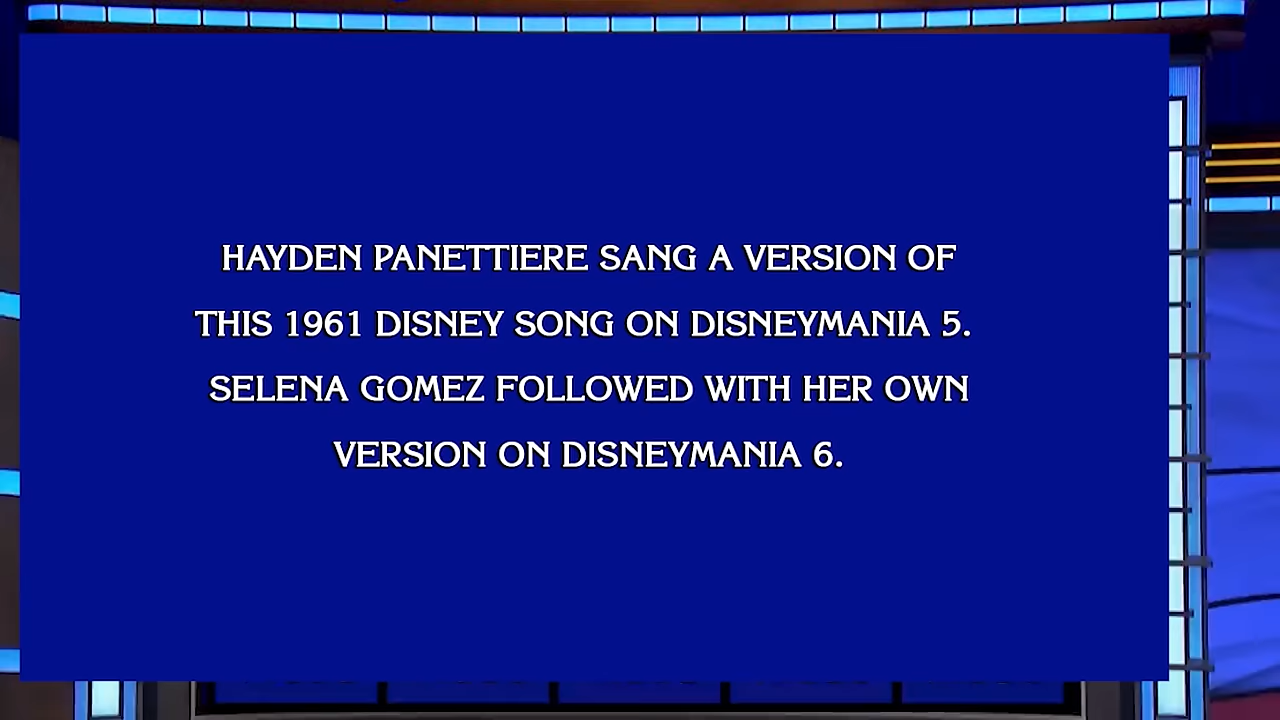 HAYDEN PANETTIERE SANG A VERSION OF
THIS 1961 DISNEY SONG ON DISNEYMANIA 5.
SELENA GOMEZ FOLLOWED WITH HER OWN
VERSION ON DISNEYMANIA 6.